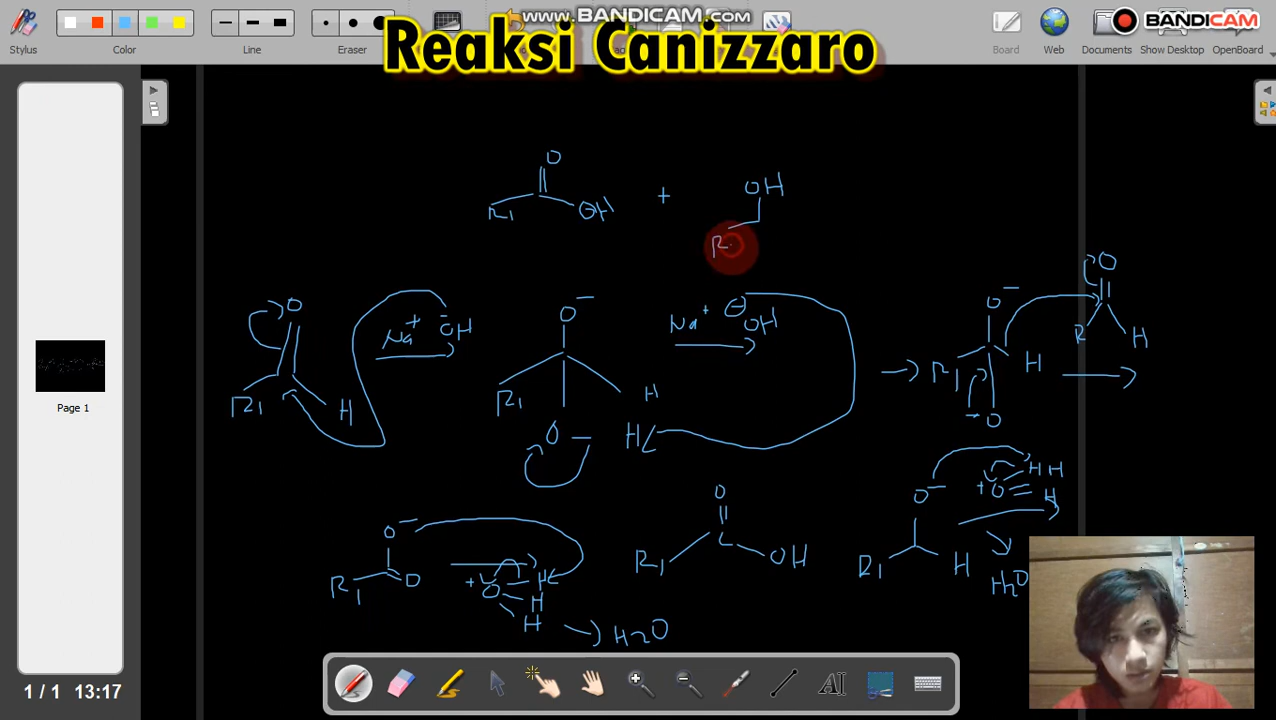 www.BANDICAM.com
BANDICAM
Reaksi Canizzaro
Stylus
Color
Line
Eraser
Board
Web
Documents
Show Desktop
OpenBoard
O
R1 OH + OH
R
O Na+ -OH
R1 H
O- Na+ ⊖OH
R1 H
O - H
→ R1 O- H
O
R H
- O
O-
R1 O
+O H
H
H
→ H2O
O
R1 C OH
O- +O H H
H
R1 H
H2O
Page 1
1 / 1 13:17